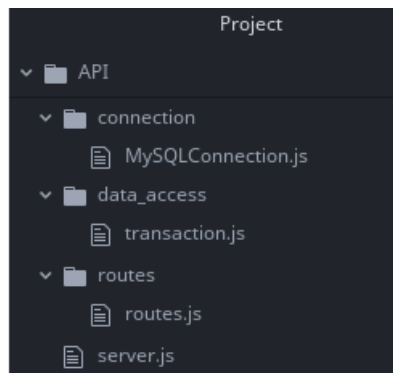 Project
API
connection
MySQLConnection.js
data_access
transaction.js
routes
routes.js
server.js